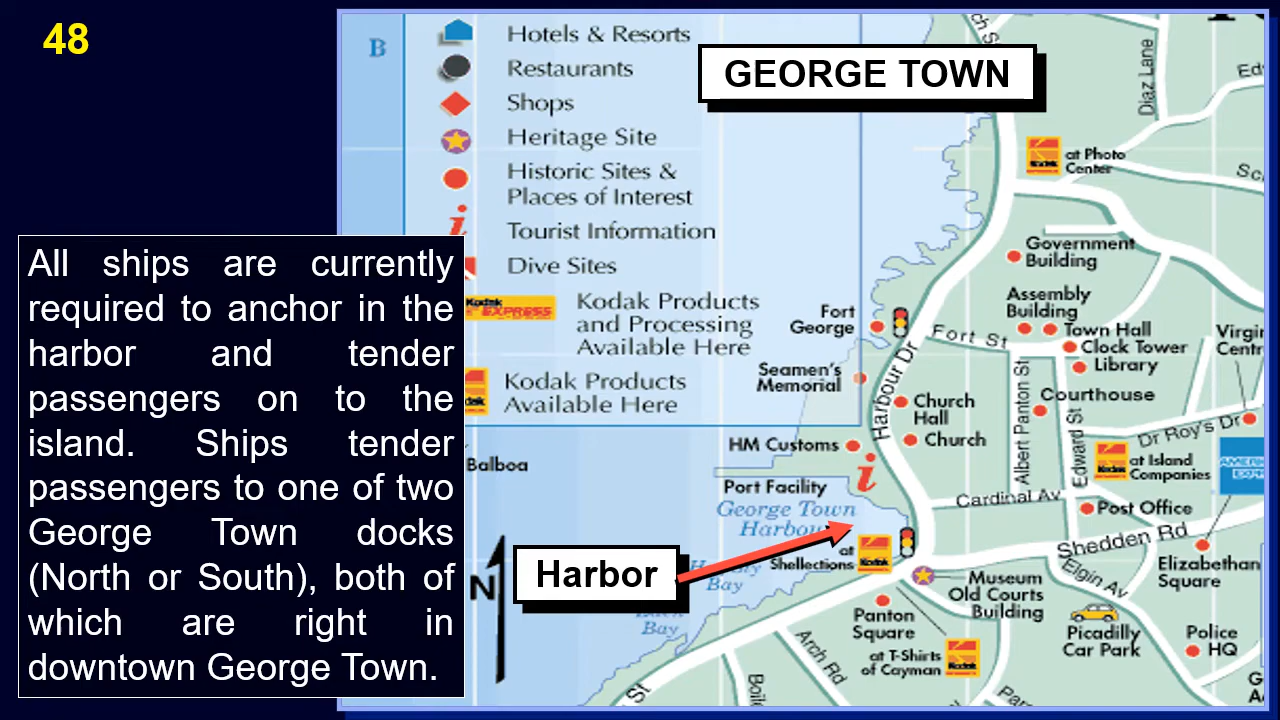 48
All ships are currently
required to anchor in the
harbor and tender
passengers on to the
island. Ships tender
passengers to one of two
George Town docks
(North or South), both of
which are right in
downtown George Town.
B
Hotels & Resorts
Restaurants
Shops
Heritage Site
Historic Sites &
Places of Interest
Tourist Information
Dive Sites
Kodak
EXPRESS
Kodak Products
and Processing
Available Here
Kodak Products
Available Here
GEORGE TOWN
Diaz Lane
at Photo
Center
Government
Building
Assembly
Building
Town Hall
Clock Tower
Library
Courthouse
Fort
George
Fort St
Seamen's
Memorial
Harbour Dr
Church
Hall
Church
Albert Panton St
Edward St
Dr Roy's Dr
HM Customs
i
at Island
Companies
Balboa
Port Facility
George Town
Cardinal Av
Post Office
Shedden Rd
Harbor
N
Bay
Bay
at
Shellections
Kodak
Museum
Old Courts
Building
Elgin Av
Elizabethan
Square
Panton
Square
Picadilly
Car Park
Police
HQ
at T-Shirts
of Cayman
Kodak
Arch Rd
St